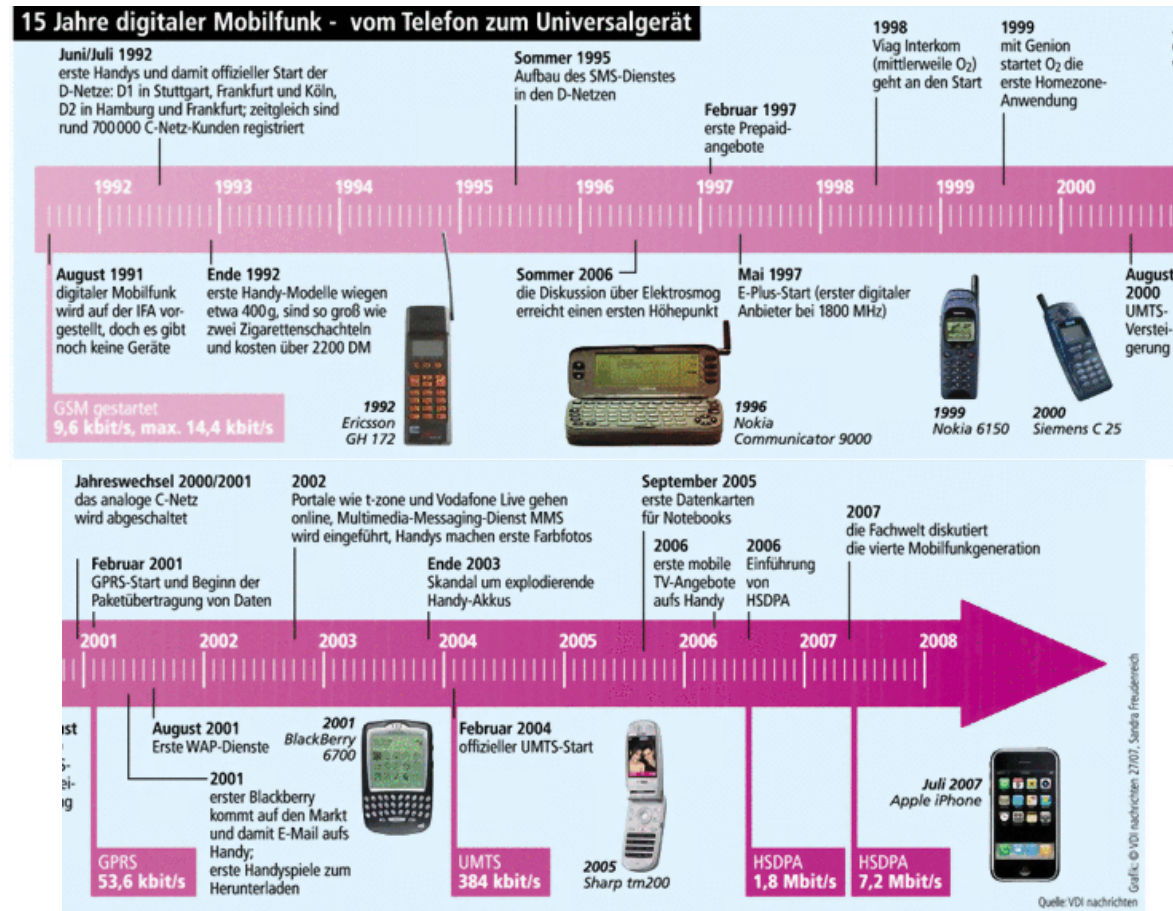 15 Jahre digitaler Mobilfunk - vom Telefon zum Universalgerät
Juni/Juli 1992
erste Handys und damit offizieller Start der
D-Netze: D1 in Stuttgart, Frankfurt und Köln,
D2 in Hamburg und Frankfurt; zeitgleich sind
rund 700 000 C-Netz-Kunden registriert
Sommer 1995
Aufbau des SMS-Dienstes
in den D-Netzen
Februar 1997
erste Prepaid-
angebote
1998
Viag Interkom
(mittlerweile O2)
geht an den Start
1999
mit Genion
startet O2 die
erste Homezone-
Anwendung
1992 1993 1994 1995 1996 1997 1998 1999 2000
August 1991
digitaler Mobilfunk
wird auf der IFA vor-
gestellt, doch es gibt
noch keine Geräte
Ende 1992
erste Handy-Modelle wiegen
etwa 400 g, sind so groß wie
zwei Zigarettenschachteln
und kosten über 2200 DM
Sommer 2006
die Diskussion über Elektrosmog
erreicht einen ersten Höhepunkt
Mai 1997
E-Plus-Start (erster digitaler
Anbieter bei 1800 MHz)
August
2000
UMTS-
Verstei-
gerung
GSM gestartet
9,6 kbit/s, max. 14,4 kbit/s
1992
Ericsson
GH 172
1996
Nokia
Communicator 9000
1999
Nokia 6150
2000
Siemens C 25
Jahreswechsel 2000/2001
das analoge C-Netz
wird abgeschaltet
Februar 2001
GPRS-Start und Beginn der
Paketübertragung von Daten
2002
Portale wie t-zone und Vodafone Live gehen
online, Multimedia-Messaging-Dienst MMS
wird eingeführt, Handys machen erste Farbfotos
Ende 2003
Skandal um explodierende
Handy-Akkus
September 2005
erste Datenkarten
für Notebooks
2006
erste mobile
TV-Angebote
aufs Handy
2006
Einführung
von
HSDPA
2007
die Fachwelt diskutiert
die vierte Mobilfunkgeneration
2001 2002 2003 2004 2005 2006 2007 2008
ust
S-
ei-
ng
August 2001
Erste WAP-Dienste
2001
erster Blackberry
kommt auf den Markt
und damit E-Mail aufs
Handy;
erste Handyspiele zum
Herunterladen
2001
BlackBerry
6700
Februar 2004
offizieller UMTS-Start
2005
Sharp tm200
Juli 2007
Apple iPhone
GPRS
53,6 kbit/s
UMTS
384 kbit/s
HSDPA
1,8 Mbit/s
HSDPA
7,2 Mbit/s
Quelle: VDI nachrichten
Grafik: © VDI nachrichten 27/07, Sandra Freudenreich